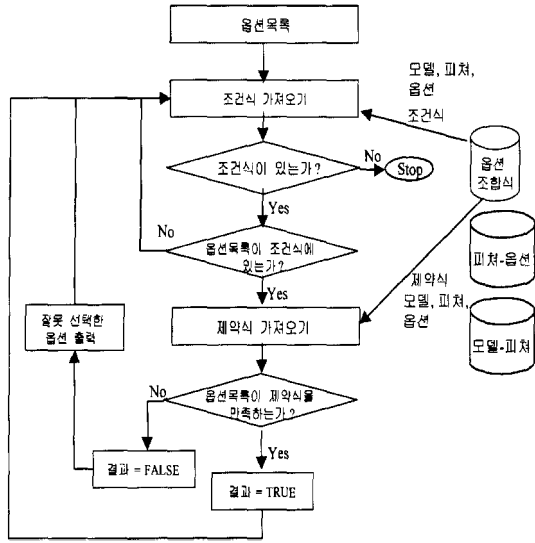 옵션목록
모델, 피쳐,
옵션
조건식
조건식 가져오기
조건식이 있는가?
No
Stop
옵션
조합식
Yes
No
옵션목록이 조건식에
있는가?
피쳐-옵션
Yes
제약식
모델, 피쳐,
옵션
잘못 선택한
옵션 출력
제약식 가져오기
모델-피쳐
No
옵션목록이 제약식을
만족하는가?
Yes
결과 = FALSE
결과 = TRUE